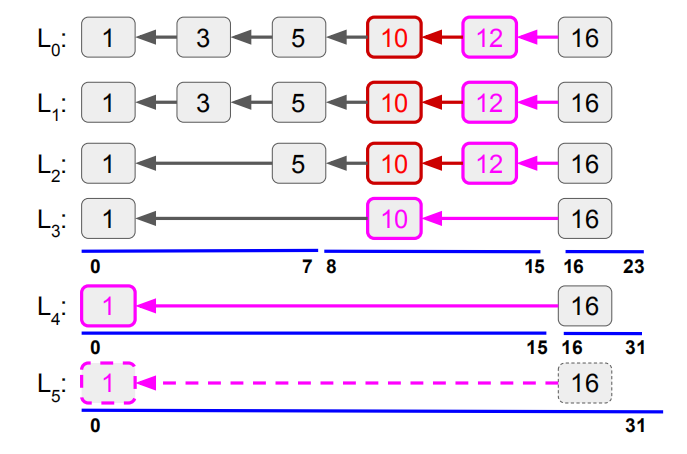 L₀: 1 3 5 10 12 16
L₁: 1 3 5 10 12 16
L₂: 1 5 10 12 16
L₃: 1 10 16
0 7 8 15 16 23
L₄: 1 16
0 15 16 31
L₅: 1 16
0 31